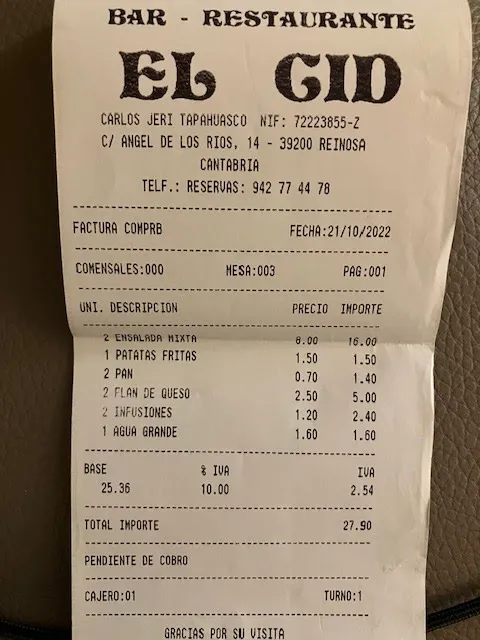 BAR - RESTAURANTE
EL CID
CARLOS JERI TAPAHUASCO NIF: 72223855-Z
C/ ANGEL DE LOS RIOS, 14 - 39200 REINOSA
CANTABRIA
TELF.: RESERVAS: 942 77 44 78
FACTURA COMPRB FECHA:21/10/2022
COMENSALES:000 MESA:003 PAG:001
UNI. DESCRIPCION PRECIO IMPORTE
2 ENSALADA MIXTA 8.00 16.00
1 PATATAS FRITAS 1.50 1.50
2 PAN 0.70 1.40
2 FLAN DE QUESO 2.50 5.00
2 INFUSIONES 1.20 2.40
1 AGUA GRANDE 1.60 1.60
BASE % IVA IVA
25.36 10.00 2.54
TOTAL IMPORTE 27.90
PENDIENTE DE COBRO
CAJERO:01 TURNO:1
GRACIAS POR SU VISITA